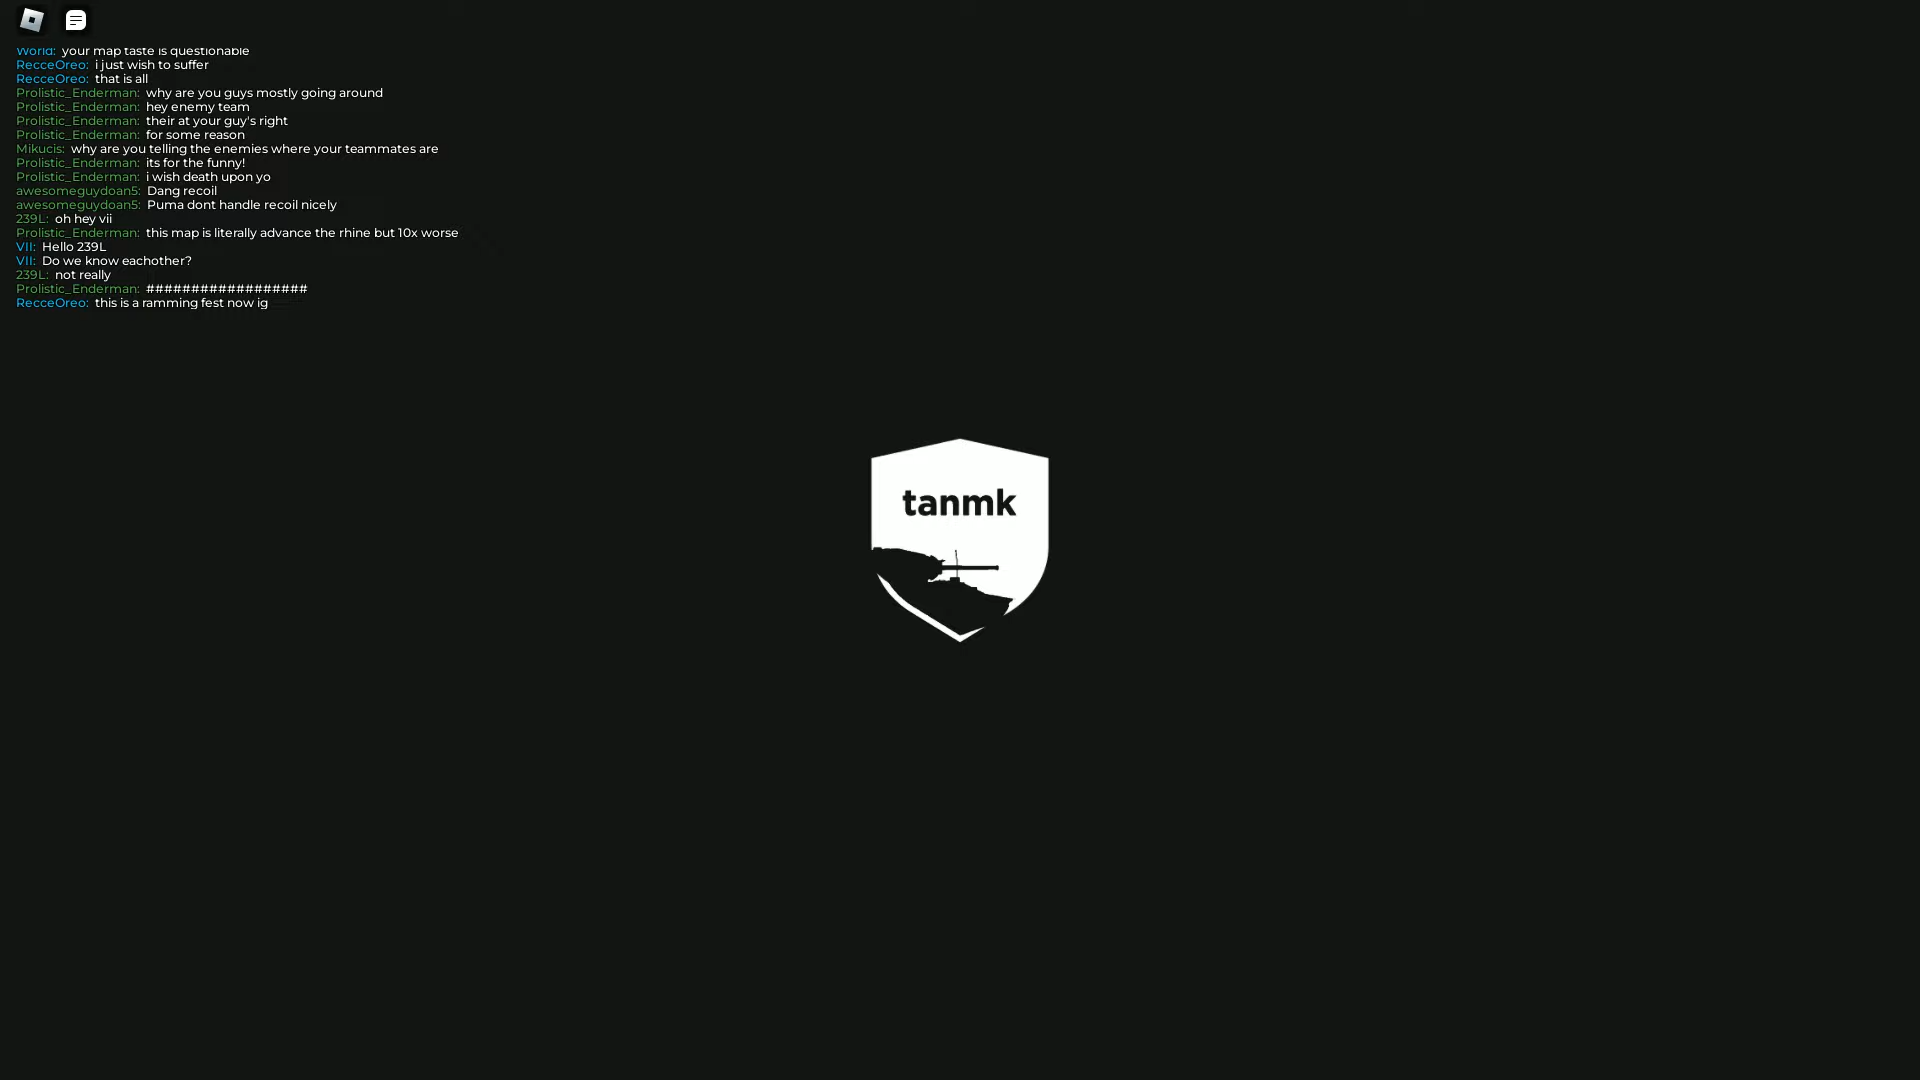 World: your map taste is questionable
RecceOreo: i just wish to suffer
RecceOreo: that is all
Prolistic_Enderman: why are you guys mostly going around
Prolistic_Enderman: hey enemy team
Prolistic_Enderman: their at your guy's right
Prolistic_Enderman: for some reason
Mikucis: why are you telling the enemies where your teammates are
Prolistic_Enderman: its for the funny!
Prolistic_Enderman: i wish death upon yo
awesomeguydoan5: Dang recoil
awesomeguydoan5: Puma dont handle recoil nicely
239L: oh hey vii
Prolistic_Enderman: this map is literally advance the rhine but 10x worse
VII: Hello 239L
VII: Do we know eachother?
239L: not really
Prolistic_Enderman: ##################
RecceOreo: this is a ramming fest now ig
tanmk